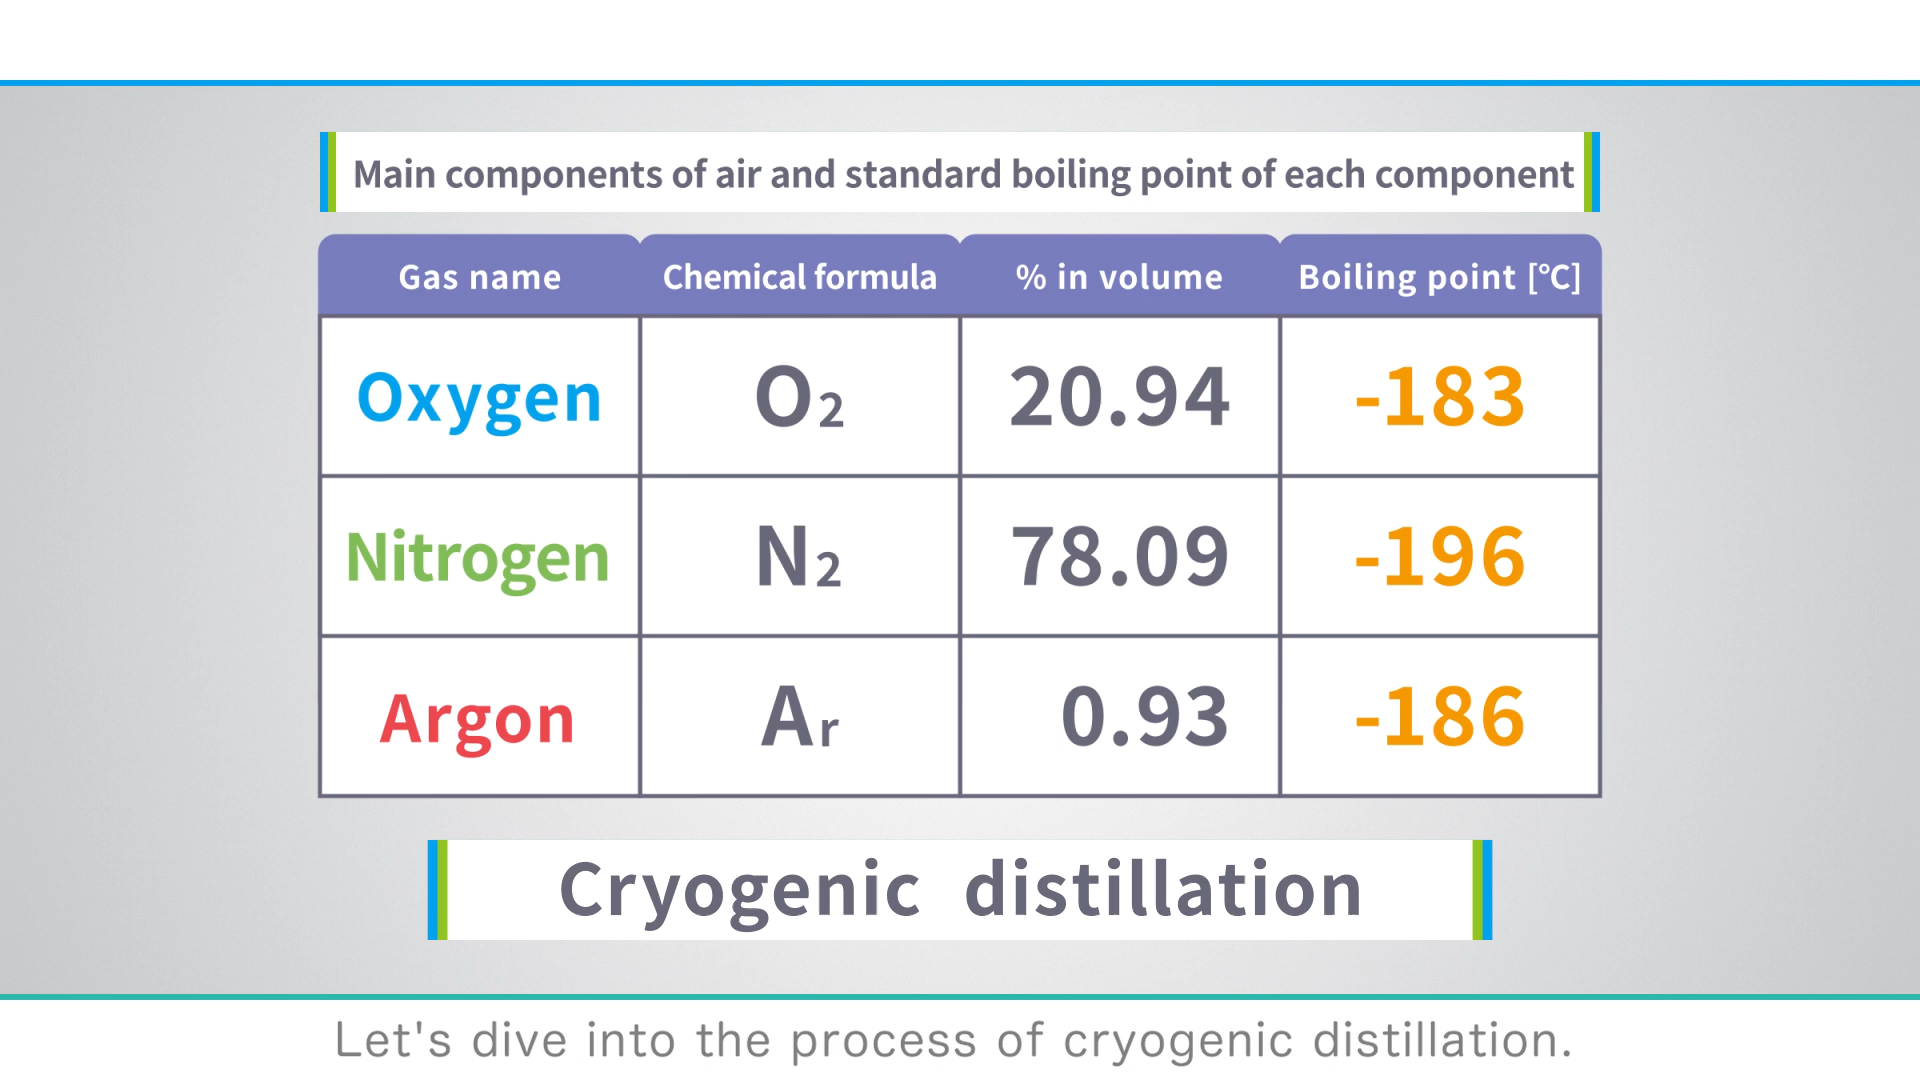 Main components of air and standard boiling point of each component
Gas name Chemical formula % in volume Boiling point [℃]
Oxygen O2 20.94 -183
Nitrogen N2 78.09 -196
Argon Ar 0.93 -186
Cryogenic distillation
Let's dive into the process of cryogenic distillation.